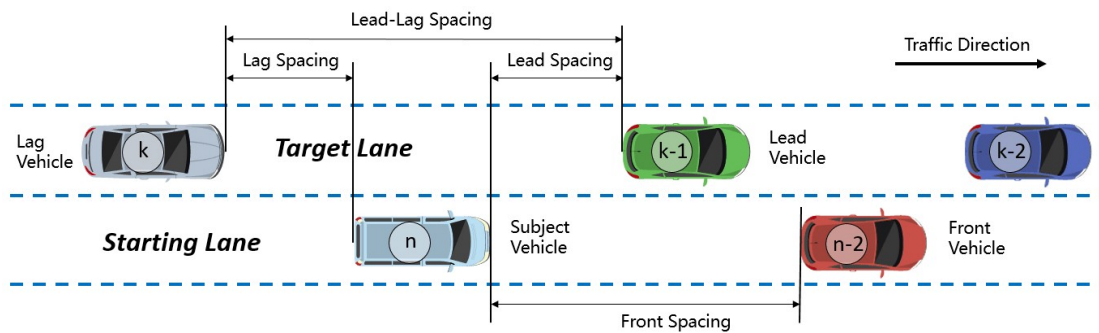 Lead-Lag Spacing
Lag Spacing
Lead Spacing
Traffic Direction
Lag
Vehicle
k
Target Lane
k-1
Lead
Vehicle
k-2
Starting Lane
n
Subject
Vehicle
n-2
Front
Vehicle
Front Spacing